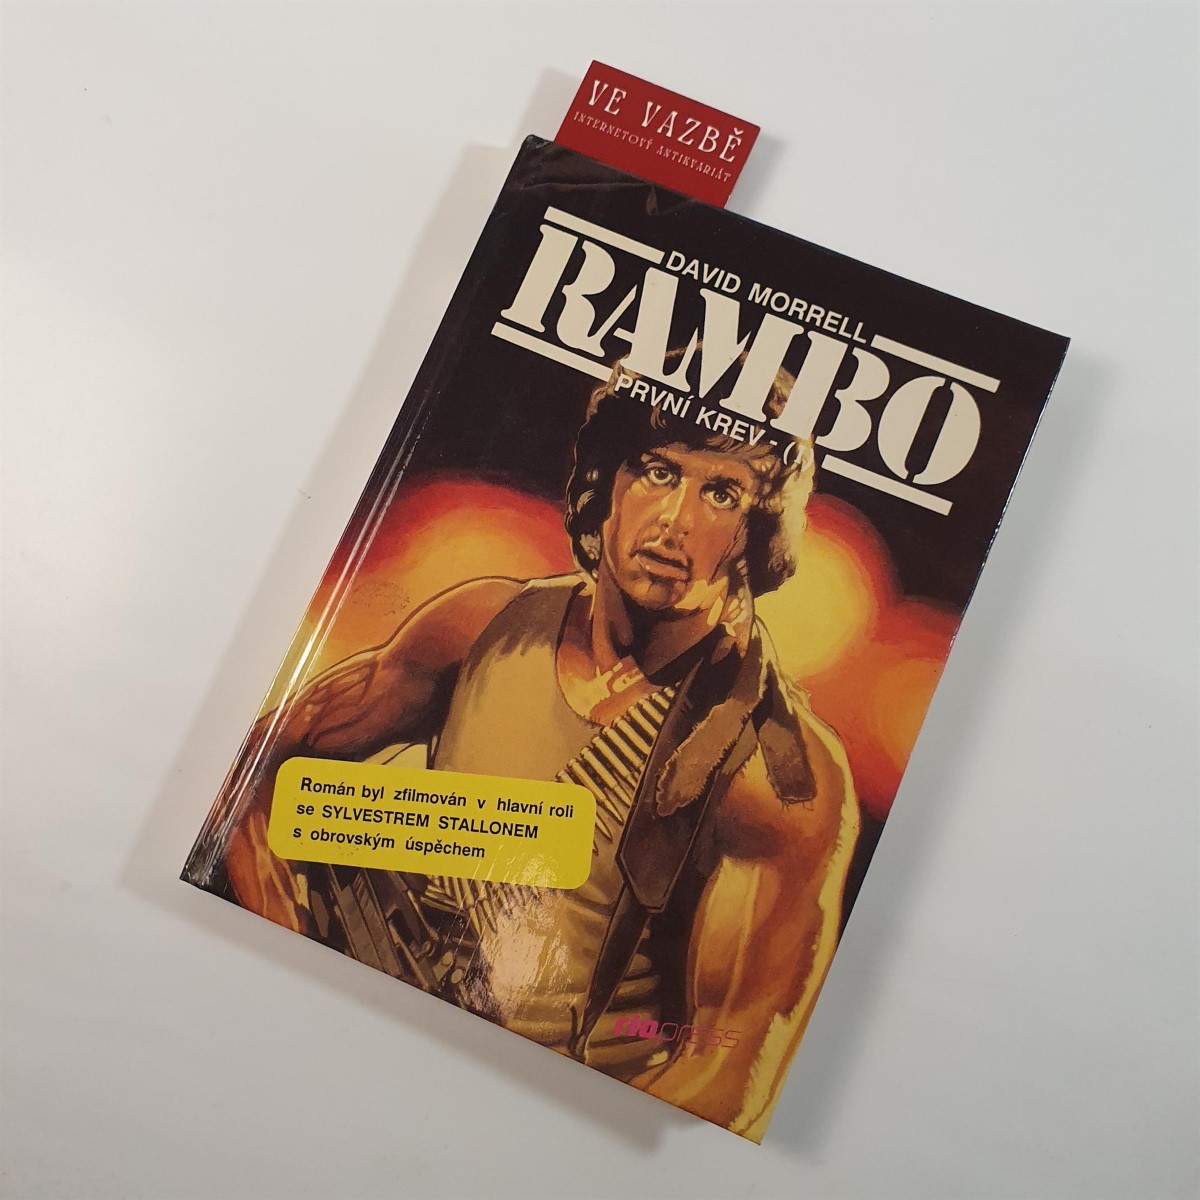 VE VAZBĚ
INTERNETOVÝ ANTIKVARIÁT
DAVID MORRELL
RAMBO
PRVNÍ KREV - (I)
Román byl zfilmován v hlavní roli
se SYLVESTREM STALLONEM
s obrovským úspěchem
riopress